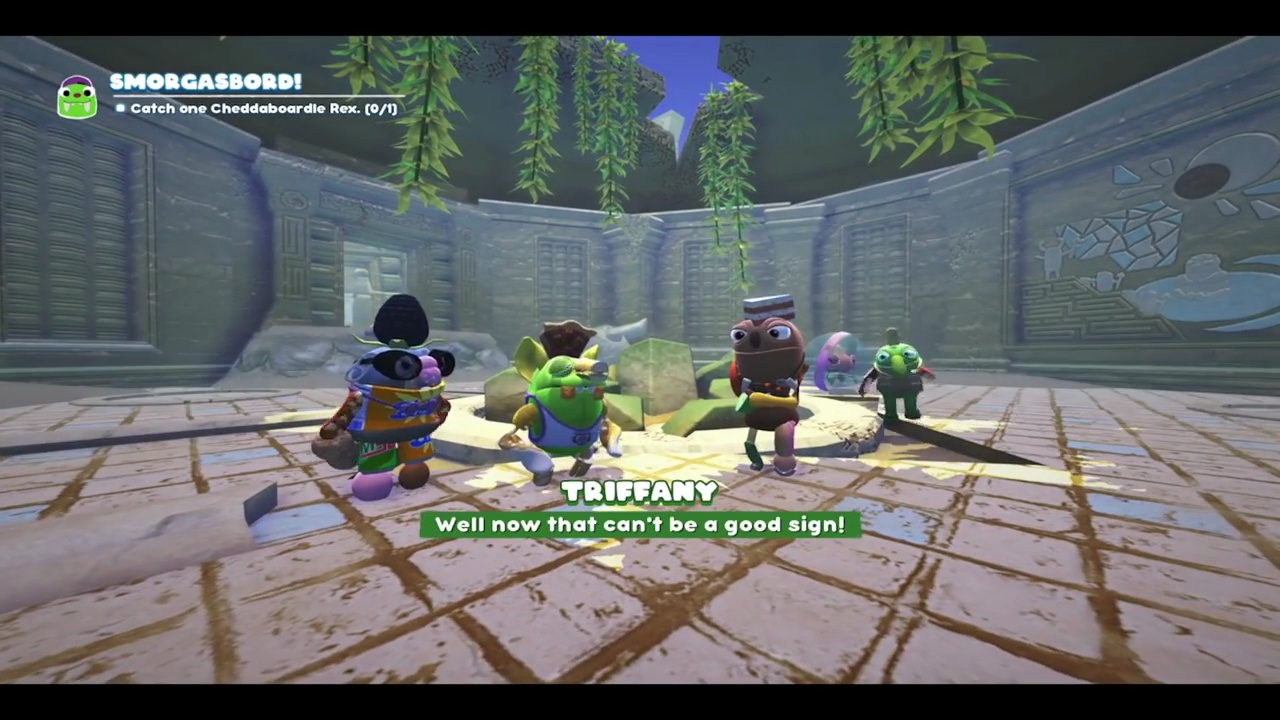 SMORGASBORD!
Catch one Cheddaboardle Rex. (0/1)
TRIFFANY
Well now that can't be a good sign!